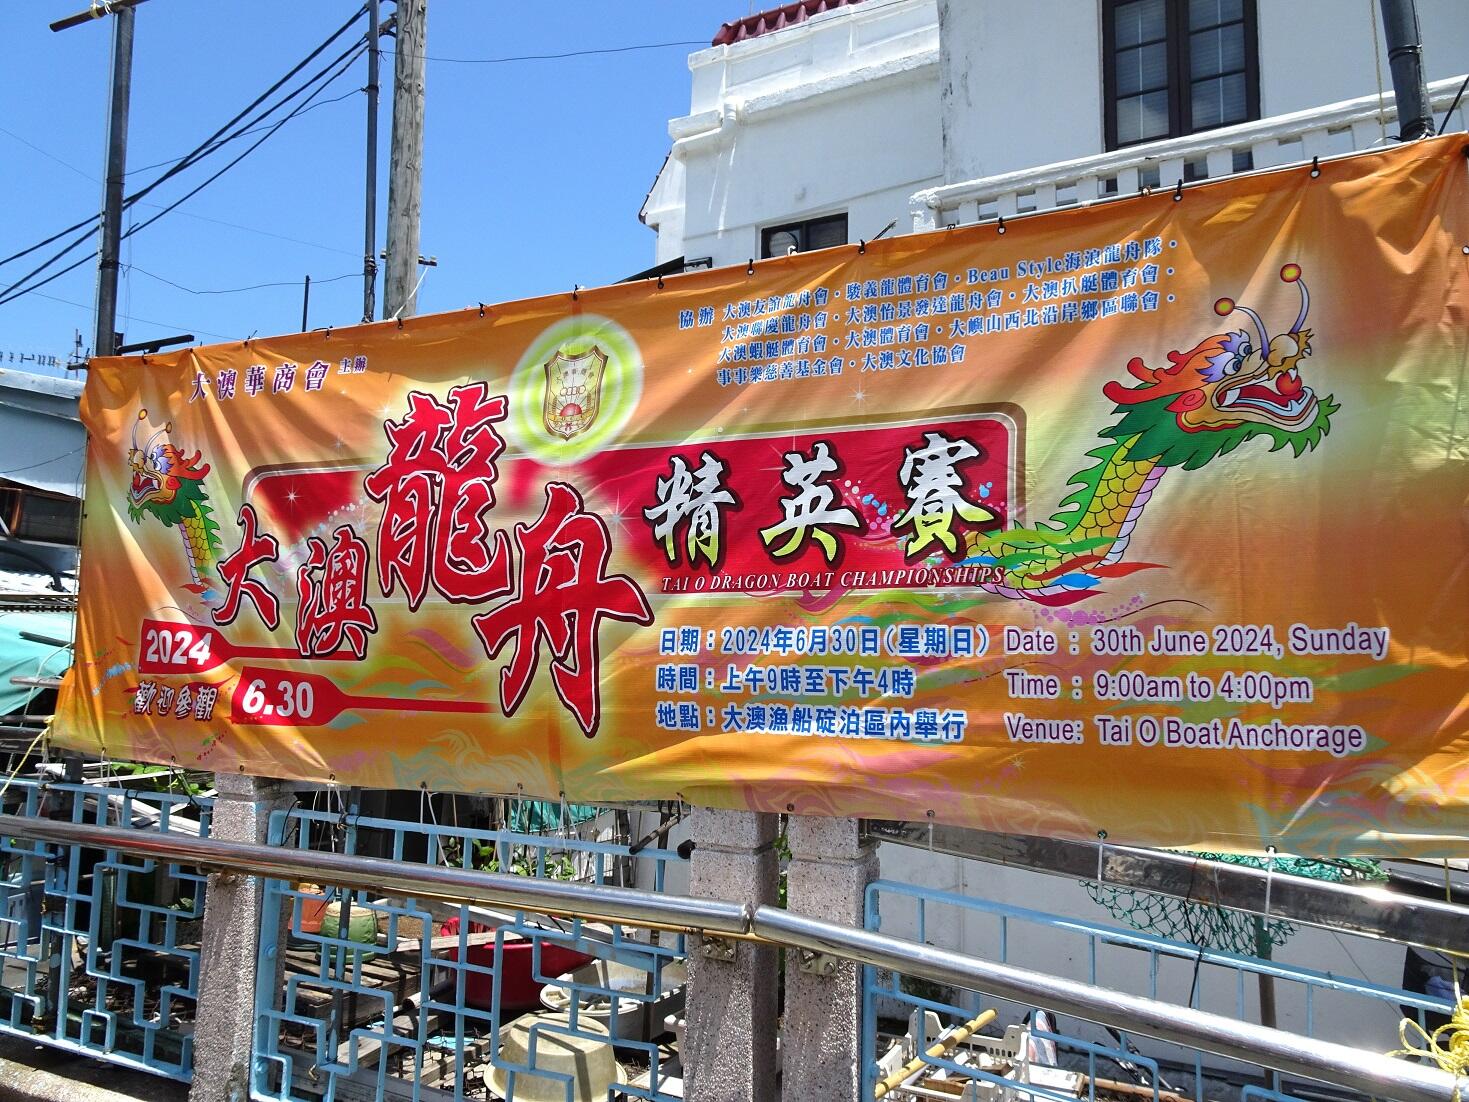 大澳華商會 主辦
協辦 大澳友誼龍舟會・駿義龍體育會・Beau Style海浪龍舟隊・
大澳聯慶龍舟會・大澳怡景發達龍舟會・大澳扒艇體育會・
大澳蝦艇體育會・大澳體育會・大嶼山西北沿岸鄉區聯會・
事事樂慈善基金會・大澳文化協會
大澳龍舟精英賽
TAI O DRAGON BOAT CHAMPIONSHIPS
2024
6.30
歡迎參觀
日期：2024年6月30日（星期日） Date : 30th June 2024, Sunday
時間：上午9時至下午4時 Time : 9:00am to 4:00pm
地點：大澳漁船碇泊區內舉行 Venue: Tai O Boat Anchorage